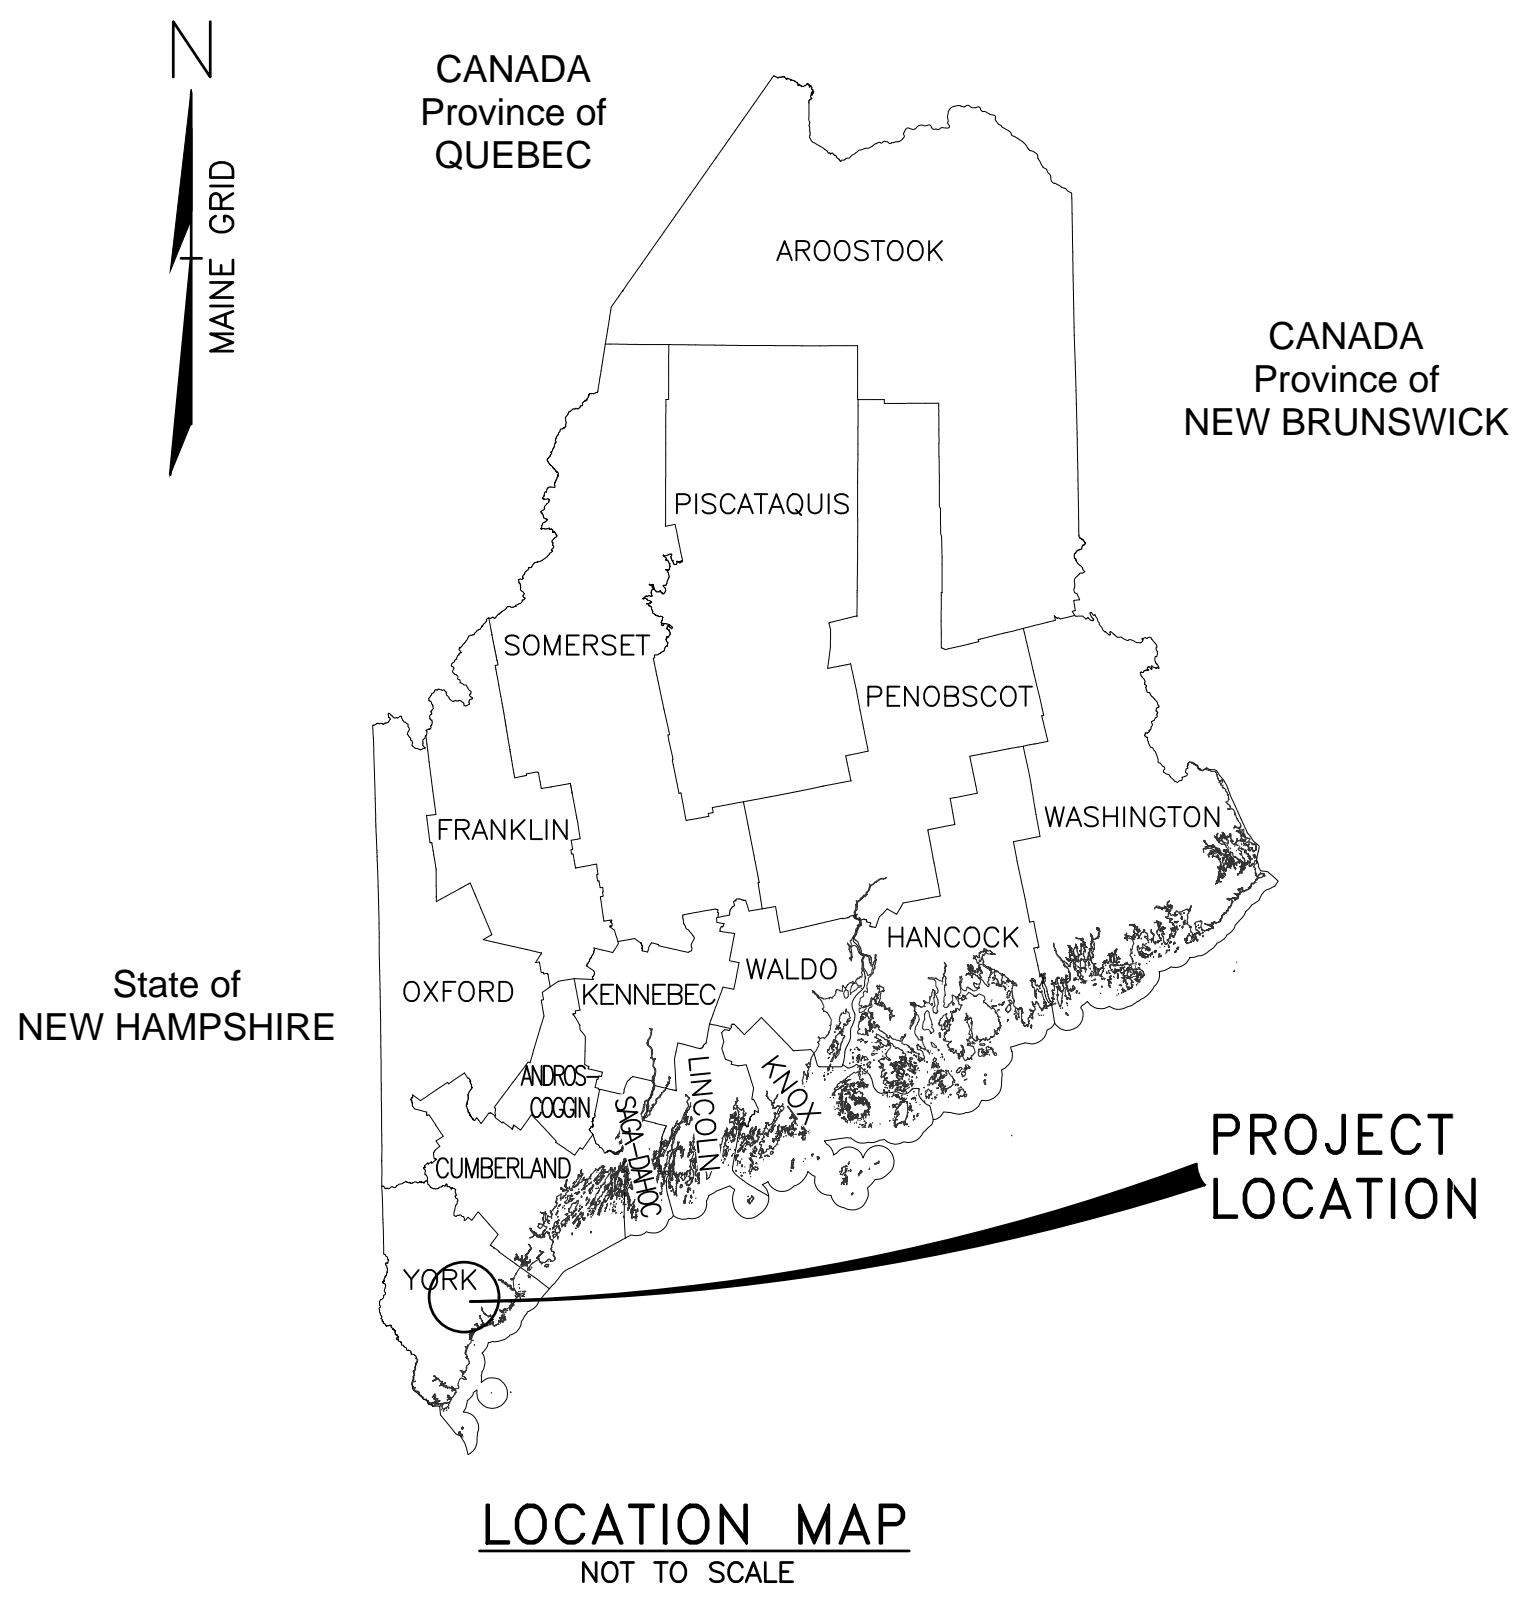 N
MAINE GRID
CANADA
Province of
QUEBEC
AROOSTOOK
CANADA
Province of
NEW BRUNSWICK
PISCATAQUIS
SOMERSET
PENOBSCOT
WASHINGTON
FRANKLIN
HANCOCK
WALDO
State of
NEW HAMPSHIRE
OXFORD
KENNEBEC
ANDROS-
COGGIN
LINCOLN
KNOX
SAGA-DAHOC
CUMBERLAND
PROJECT
LOCATION
YORK
LOCATION MAP
NOT TO SCALE